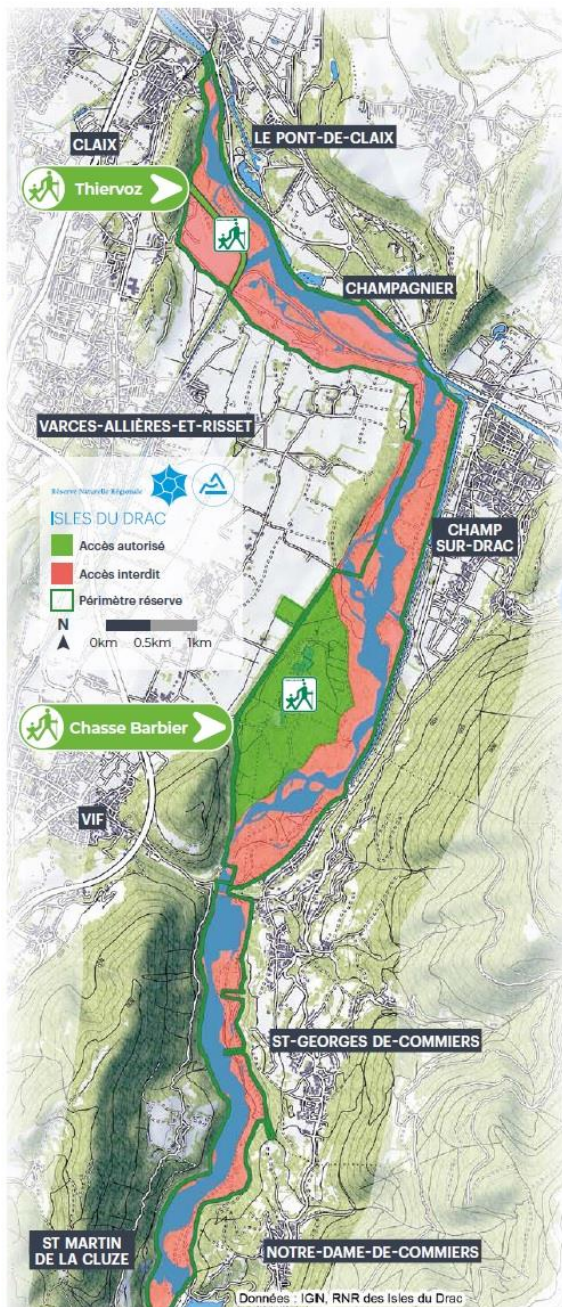 CLAIX
LE PONT-DE-CLAIX
Thiervoz
CHAMPAGNIER
VARCES-ALLIÈRES-ET-RISSET
Réserve Naturelle Régionale
ISLES DU DRAC
Accès autorisé
Accès interdit
Périmètre réserve
N
0km 0.5km 1km
CHAMP
SUR-DRAC
Chasse Barbier
VIF
ST-GEORGES DE-COMMIERS
ST MARTIN
DE LA CLUZE
NOTRE-DAME-DE-COMMIERS
Données : IGN, RNR des Isles du Drac